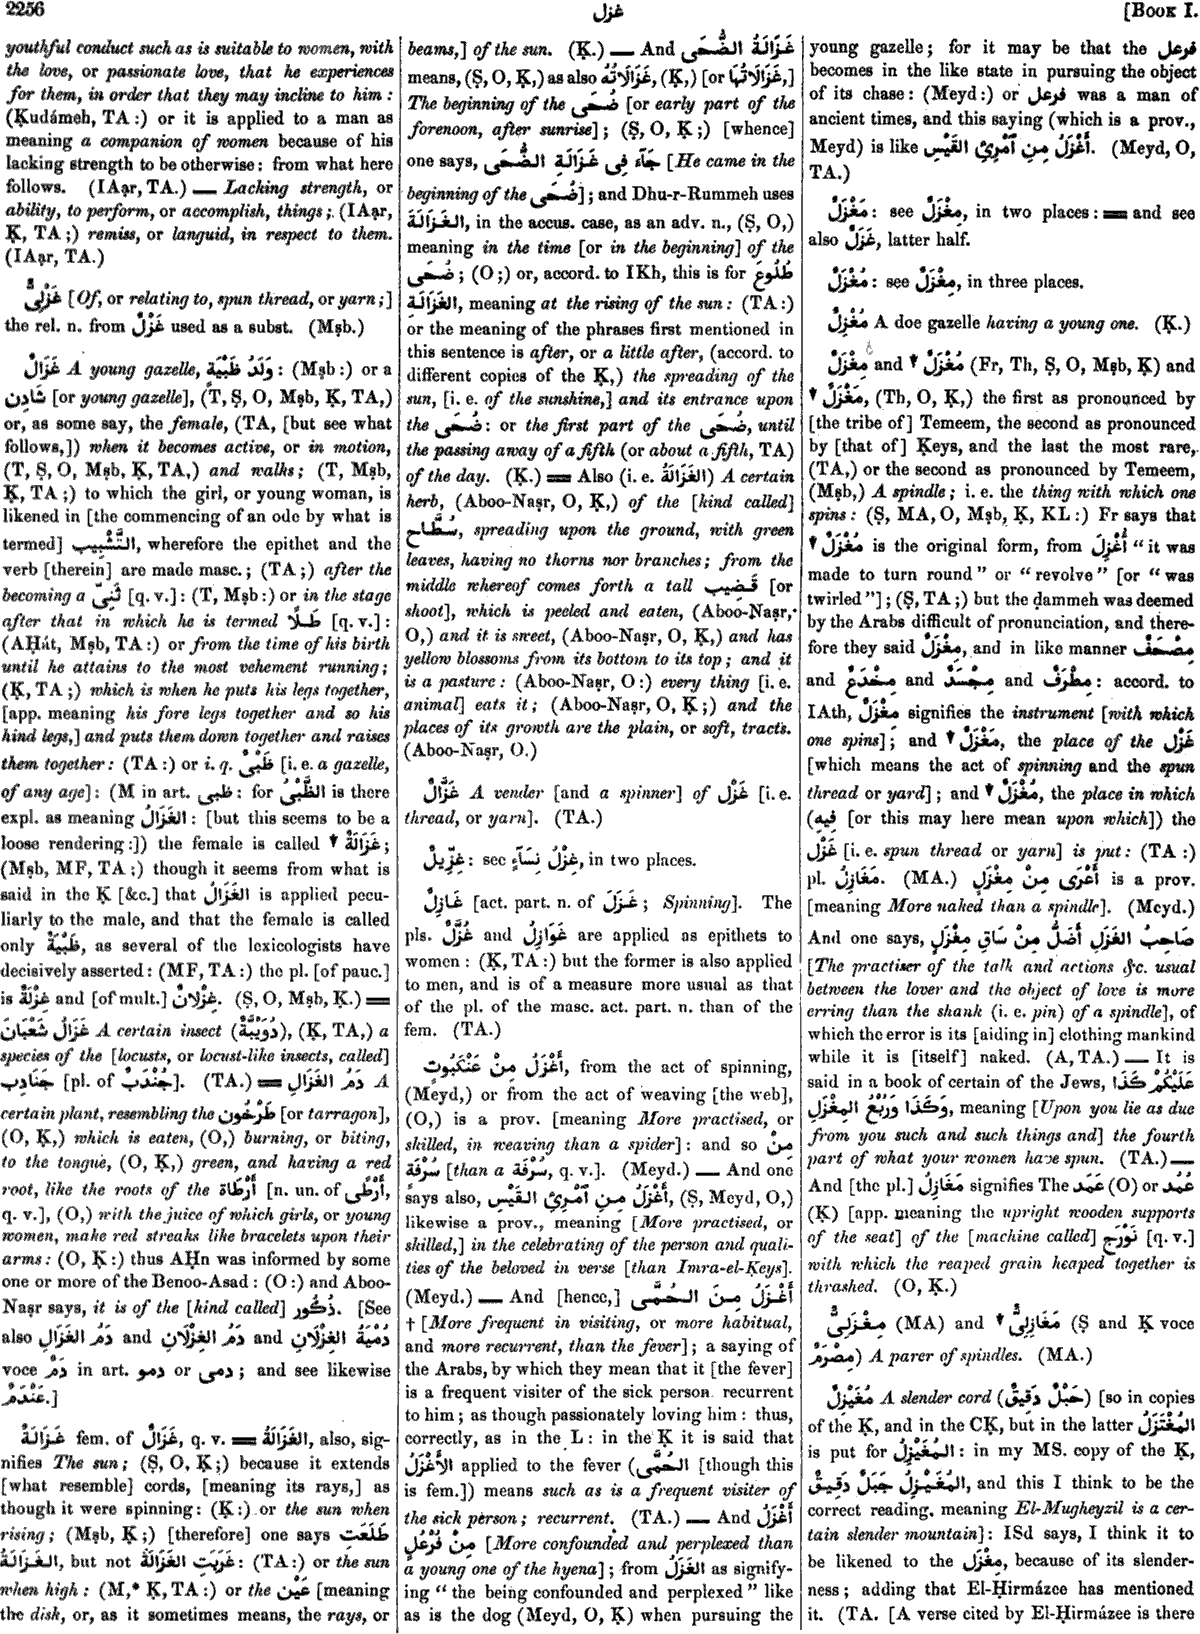 2256
غزل
[BOOK I.
youthful conduct such as is suitable to women, with
the love, or passionate love, that he experiences
for them, in order that they may incline to him :
(Ḳudámeh, TA :) or it is applied to a man as
meaning a companion of women because of his
lacking strength to be otherwise : from what here
follows. (IAạr, TA.) — Lacking strength, or
ability, to perform, or accomplish, things ; (IAạr,
Ḳ, TA ;) remiss, or languid, in respect to them.
(IAạr, TA.)
غَزْلِىٌّ [Of, or relating to, spun thread, or yarn ;]
the rel. n. from غَزْلٌ used as a subst. (Mṣb.)
غَزَالٌ A young gazelle, وَلَدُ ظَبْيَةٍ : (Mṣb :) or a
شَادِن [or young gazelle], (T, Ṣ, O, Mṣb, Ḳ, TA,)
or, as some say, the female, (TA, [but see what
follows,]) when it becomes active, or in motion,
(T, Ṣ, O, Mṣb, Ḳ, TA,) and walks ; (T, Mṣb,
Ḳ, TA ;) to which the girl, or young woman, is
likened in [the commencing of an ode by what is
termed] التَّشْبِيب, wherefore the epithet and the
verb [therein] are made masc. ; (TA ;) after the
becoming a ثَنِىّ [q. v.] : (T, Mṣb :) or in the stage
after that in which he is termed طَلًا [q. v.] :
(AḤát, Mṣb, TA :) or from the time of his birth
until he attains to the most vehement running ;
(Ḳ, TA ;) which is when he puts his legs together,
[app. meaning his fore legs together and so his
hind legs,] and puts them down together and raises
them together : (TA :) or i. q. ظَبْىٌ [i. e. a gazelle,
of any age] : (M in art. ظبى : for الظَّبْىُ is there
expl. as meaning الغَزَالُ : [but this seems to be a
loose rendering :]) the female is called ▼ غَزَالَةٌ ;
(Mṣb, MF, TA :) though it seems from what is
said in the Ḳ [&c.] that الغَزَالُ is applied pecu-
liarly to the male, and that the female is called
only ظَبْيَةٌ, as several of the lexicologists have
decisively asserted : (MF, TA :) the pl. [of pauc.]
is غِزْلَةٌ and [of mult.] غِزْلَانٌ. (Ṣ, O, Mṣb, Ḳ.) ═
غَزَالُ شَعْبَانَ A certain insect (دُوَيْبَّةٌ), (Ḳ, TA,) a
species of the [locusts, or locust-like insects, called]
جَنَادِب [pl. of جُنْدَبٌ]. (TA.) ═ دَمُ الغَزَالِ A
certain plant, resembling the طَرْخُون [or tarragon],
(O, Ḳ,) which is eaten, (O,) burning, or biting,
to the tongue, (O, Ḳ,) green, and having a red
root, like the roots of the أَرْطَاة [n. un. of أَرْطًى,
q. v.], (O,) with the juice of which girls, or young
women, make red streaks like bracelets upon their
arms : (O, Ḳ :) thus AḤn was informed by some
one or more of the Benoo-Asad : (O :) and Aboo-
Naṣr says, it is of the [kind called] ذُكُور. [See
also دَمُ الغَزَالِ and دَمُ الغِزْلَانِ and دُمْيَةُ الغِزْلَانِ
voce دَمٌ in art. دمو or دمى ; and see likewise
عَنْدَمٌ.]
غَزَالَةٌ fem. of غَزَالٌ, q. v. ═ الغَزَالَةُ, also, sig-
nifies The sun ; (Ṣ, O, Ḳ ;) because it extends
[what resemble] cords, [meaning its rays,] as
though it were spinning : (Ḳ :) or the sun when
rising ; (Mṣb, Ḳ ;) [therefore] one says طَلَعَتِ
الغَزَالَةُ, but not غَرَبَتِ الغَزَالَةُ : (TA :) or the sun
when high : (M,* Ḳ, TA :) or the عَيْن [meaning
the disk, or, as it sometimes means, the rays, or
beams,] of the sun. (Ḳ.) — And غَزَالَةُ الضُّحَى
means, (Ṣ, O, Ḳ,) as also غَزَالَاتُهُ, (Ḳ,) [or غَزَالَاتُهَا,]
The beginning of the ضُحَى [or early part of the
forenoon, after sunrise] ; (Ṣ, O, Ḳ ;) [whence]
one says, جَآءَ فِى غَزَالَةِ الضُّحَى [He came in the
beginning of the ضُحَى] ; and Dhu-r-Rummeh uses
الغَزَالَةَ, in the accus. case, as an adv. n., (Ṣ, O,)
meaning in the time [or in the beginning] of the
ضُحَى ; (O ;) or, accord. to IKh, this is for طُلُوعَ
الغَزَالَةِ, meaning at the rising of the sun : (TA :)
or the meaning of the phrases first mentioned in
this sentence is after, or a little after, (accord. to
different copies of the Ḳ,) the spreading of the
sun, [i. e. of the sunshine,] and its entrance upon
the ضُحَى : or the first part of the ضُحَى, until
the passing away of a fifth (or about a fifth, TA)
of the day. (Ḳ.) ═ Also (i. e. الغَزَالَةُ) A certain
herb, (Aboo-Naṣr, O, Ḳ,) of the [kind called]
سُطَّاح, spreading upon the ground, with green
leaves, having no thorns nor branches ; from the
middle whereof comes forth a tall قَضِيب [or
shoot], which is peeled and eaten, (Aboo-Naṣr,
O,) and it is sweet, (Aboo-Naṣr, O, Ḳ,) and has
yellow blossoms from its bottom to its top ; and it
is a pasture : (Aboo-Naṣr, O :) every thing [i. e.
animal] eats it ; (Aboo-Naṣr, O, Ḳ ;) and the
places of its growth are the plain, or soft, tracts.
(Aboo-Naṣr, O.)
غَزَّالٌ A vender [and a spinner] of غَزْل [i. e.
thread, or yarn]. (TA.)
غِزِّيلٌ : see غِزْلُ نِسَآءٍ, in two places.
غَازِلٌ [act. part. n. of غَزَلَ ; Spinning]. The
pls. غُزَّلٌ and غَوَازِلُ are applied as epithets to
women : (Ḳ, TA :) but the former is also applied
to men, and is of a measure more usual as that
of the pl. of the masc. act. part. n. than of the
fem. (TA.)
أَغْزَلُ مِنْ عَنْكَبُوتٍ, from the act of spinning,
(Meyd,) or from the act of weaving [the web],
(O,) is a prov. [meaning More practised, or
skilled, in weaving than a spider] : and so مِنْ
سُرْفَةٍ [than a سُرْفَة, q. v.]. (Meyd.) — And one
says also, أَغْزَلُ مِنِ ٱمْرِئِ القَيْسِ, (Ṣ, Meyd, O,)
likewise a prov., meaning [More practised, or
skilled,] in the celebrating of the person and quali-
ties of the beloved in verse [than Imra-el-Ḳeys].
(Meyd.) — And [hence,] أَغْزَلُ مِنَ الحُمَّى
† [More frequent in visiting, or more habitual,
and more recurrent, than the fever] ; a saying of
the Arabs, by which they mean that it [the fever]
is a frequent visiter of the sick person recurrent
to him ; as though passionately loving him : thus,
correctly, as in the L : in the Ḳ it is said that
الأَغْزَلُ applied to the fever (الحُمَّى [though this
is fem.]) means such as is a frequent visiter of
the sick person ; recurrent. (TA.) — And أَغْزَلُ
مِنْ فُرْعُلٍ [More confounded and perplexed than
a young one of the hyena] ; from الغَزَلُ as signify-
ing “ the being confounded and perplexed ” like
as is the dog (Meyd, O, Ḳ) when pursuing the
young gazelle ; for it may be that the فرعل
becomes in the like state in pursuing the object
of its chase : (Meyd :) or فرعل was a man of
ancient times, and this saying (which is a prov.,
Meyd) is like أَغْزَلُ مِنِ ٱمْرِئِ القَيْسِ. (Meyd, O,
TA.)
مَغْزَلٌ : see مِغْزَلٌ, in two places : ═ and see
also غَزَلٌ, latter half.
مُغْزَلٌ : see مِغْزَلٌ, in three places.
مُغْزِلٌ A doe gazelle having a young one. (Ḳ.)
مِغْزَلٌ and ▼ مُغْزَلٌ (Fr, Th, Ṣ, O, Mṣb, Ḳ) and
▼ مَغْزَلٌ, (Th, O, Ḳ,) the first as pronounced by
[the tribe of] Temeem, the second as pronounced
by [that of] Ḳeys, and the last the most rare,
(TA,) or the second as pronounced by Temeem,
(Mṣb,) A spindle ; i. e. the thing with which one
spins : (Ṣ, MA, O, Mṣb, Ḳ, KL :) Fr says that
▼ مُغْزَلٌ is the original form, from أُغْزِلَ “ it was
made to turn round ” or “ revolve ” [or “ was
twirled ”] ; (Ṣ, TA ;) but the ḍammeh was deemed
by the Arabs difficult of pronunciation, and there-
fore they said مِغْزَلٌ, and in like manner مِصْحَفٌ
and مِخْدَعٌ and مِجْسَدٌ and مِطْرَفٌ : accord. to
IAth, مِغْزَلٌ signifies the instrument [with which
one spins] ; and ▼ مَغْزَلٌ, the place of the غَزْل
[which means the act of spinning and the spun
thread or yard] ; and ▼ مُغْزَلٌ, the place in which
(فِيهِ [or this may here mean upon which]) the
غَزْل [i. e. spun thread or yarn] is put : (TA :)
pl. مَغَازِلُ. (MA.) أَعْرَى مِنْ مِغْزَلٍ is a prov.
[meaning More naked than a spindle]. (Meyd.)
And one says, صَاحِبُ الغَزَلِ أَضَلُّ مِنْ سَاقِ مِغْزَلٍ
[The practiser of the talk and actions &c. usual
between the lover and the object of love is more
erring than the shank (i. e. pin) of a spindle], of
which the error is its [aiding in] clothing mankind
while it is [itself] naked. (A, TA.) — It is
said in a book of certain of the Jews, عَلَيْكُمْ كَذَا
وَكَذَا وَرُبْعُ المِغْزَلِ, meaning [Upon you lie as due
from you such and such things and] the fourth
part of what your women have spun. (TA.) —
And [the pl.] مَغَازِلُ signifies The عَمَد (O) or عُمُد
(Ḳ) [app. meaning the upright wooden supports
of the seat] of the [machine called] نَوْرَج [q. v.]
with which the reaped grain heaped together is
thrashed. (O, Ḳ.)
مِغْزَلِىٌّ (MA) and ▼ مَغَازِلِىٌّ (Ṣ and Ḳ voce
مِصْرَمٌ) A parer of spindles. (MA.)
مُغَيْزِلٌ A slender cord (حَبْلٌ دَقِيقٌ) [so in copies
of the Ḳ, and in the CḲ, but in the latter المُغْتَزَلُ
is put for المُغَيْزِلُ : in my MS. copy of the Ḳ,
المُغَيْزِلُ جَبَلٌ دَقِيقٌ, and this I think to be the
correct reading, meaning El-Mugheyzil is a cer-
tain slender mountain] : ISd says, I think it to
be likened to the مِغْزَل, because of its slender-
ness ; adding that El-Ḥirmázee has mentioned
it. (TA. [A verse cited by El-Ḥirmázee is there